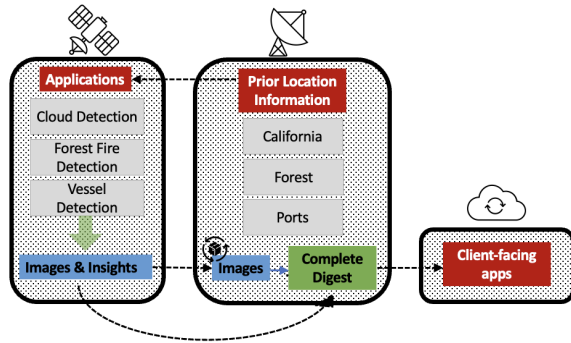 Applications
Cloud Detection
Forest Fire
Detection
Vessel
Detection
Images & Insights
Prior Location
Information
California
Forest
Ports
Images
Complete
Digest
Client-facing
apps